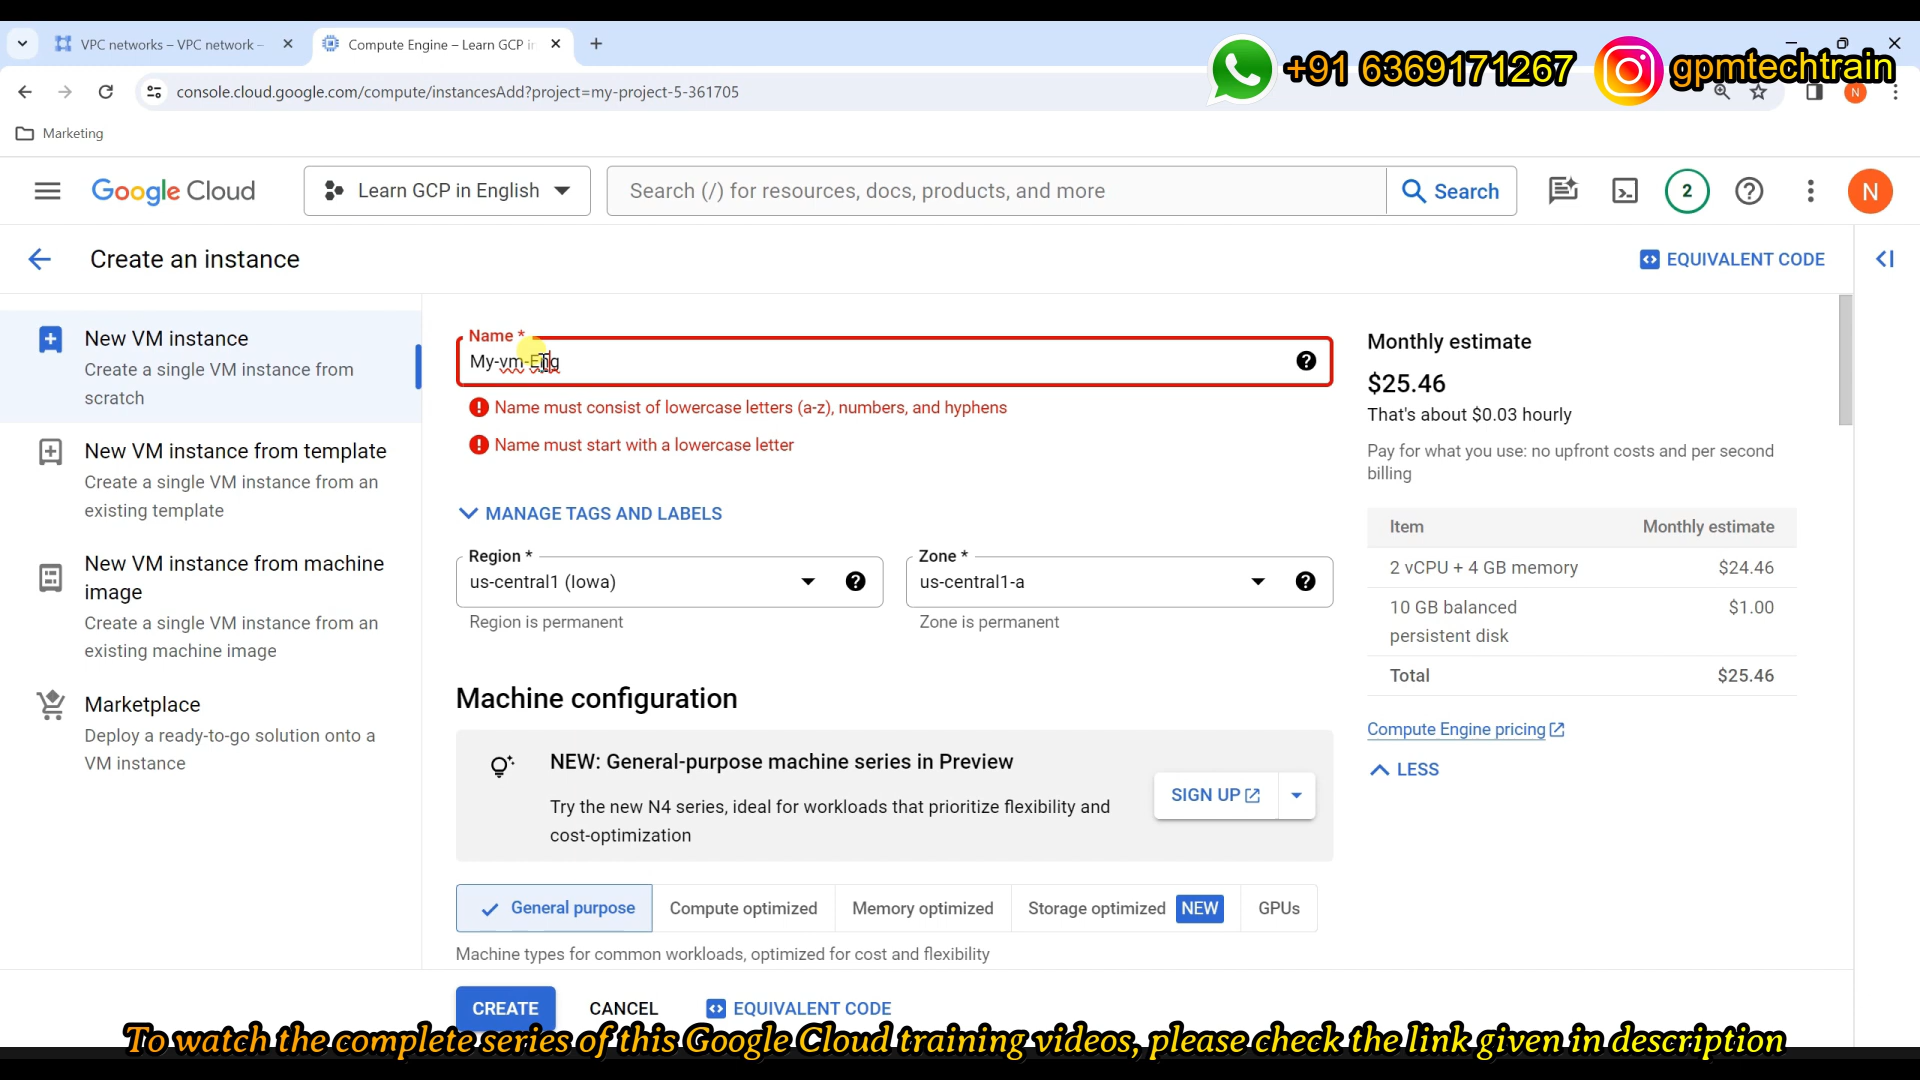 VPC networks – VPC network –
Compute Engine – Learn GCP in
+91 6369171267
gpmtechtrain
console.cloud.google.com/compute/instancesAdd?project=my-project-5-361705
N
Marketing
Google Cloud
Learn GCP in English
Search (/) for resources, docs, products, and more
Search
2
N
Create an instance
EQUIVALENT CODE
New VM instance
Create a single VM instance from
scratch
New VM instance from template
Create a single VM instance from an
existing template
New VM instance from machine
image
Create a single VM instance from an
existing machine image
Marketplace
Deploy a ready-to-go solution onto a
VM instance
Name *
My-vm-Eng
Name must consist of lowercase letters (a-z), numbers, and hyphens
Name must start with a lowercase letter
MANAGE TAGS AND LABELS
Region *
us-central1 (Iowa)
Region is permanent
Zone *
us-central1-a
Zone is permanent
Machine configuration
NEW: General-purpose machine series in Preview
Try the new N4 series, ideal for workloads that prioritize flexibility and
cost-optimization
SIGN UP
General purpose
Compute optimized
Memory optimized
Storage optimized NEW
GPUs
Machine types for common workloads, optimized for cost and flexibility
Monthly estimate
$25.46
That's about $0.03 hourly
Pay for what you use: no upfront costs and per second
billing
Item Monthly estimate
2 vCPU + 4 GB memory $24.46
10 GB balanced $1.00
persistent disk
Total $25.46
Compute Engine pricing
LESS
CREATE
CANCEL
EQUIVALENT CODE
To watch the complete series of this Google Cloud training videos, please check the link given in description